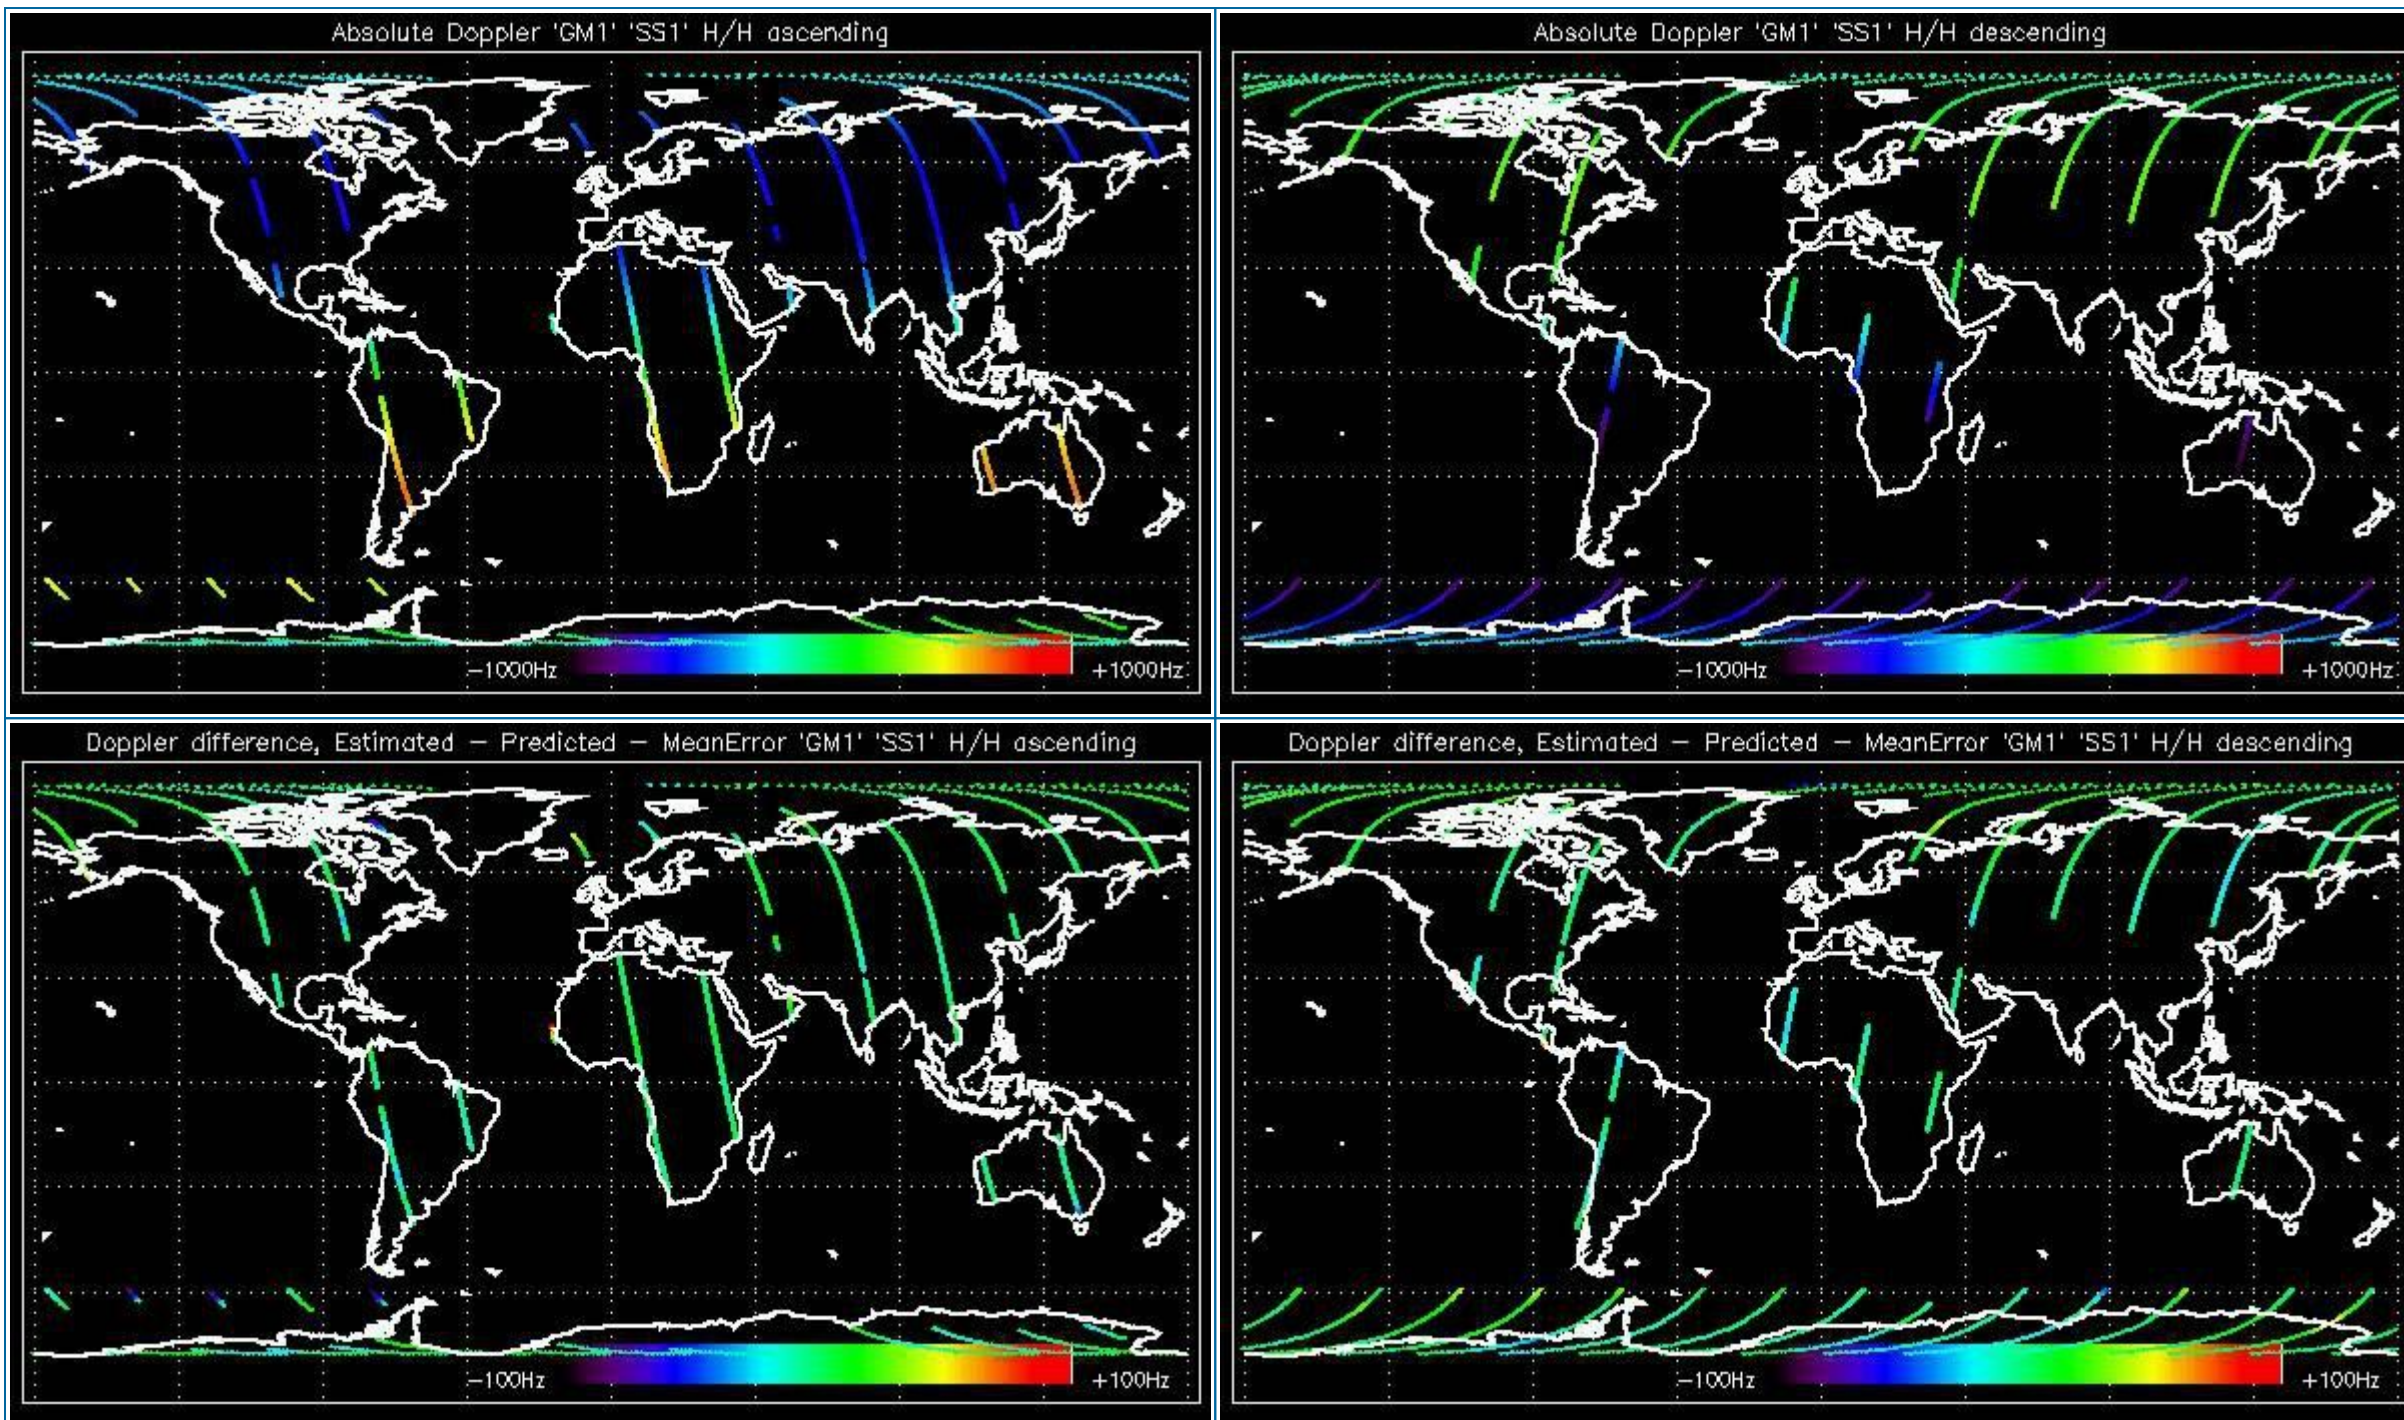 Absolute Doppler 'GM1' 'SS1' H/H ascending
-1000Hz
+1000Hz
Absolute Doppler 'GM1' 'SS1' H/H descending
-1000Hz
+1000Hz
Doppler difference, Estimated - Predicted - MeanError 'GM1' 'SS1' H/H ascending
-100Hz
+100Hz
Doppler difference, Estimated - Predicted - MeanError 'GM1' 'SS1' H/H descending
-100Hz
+100Hz